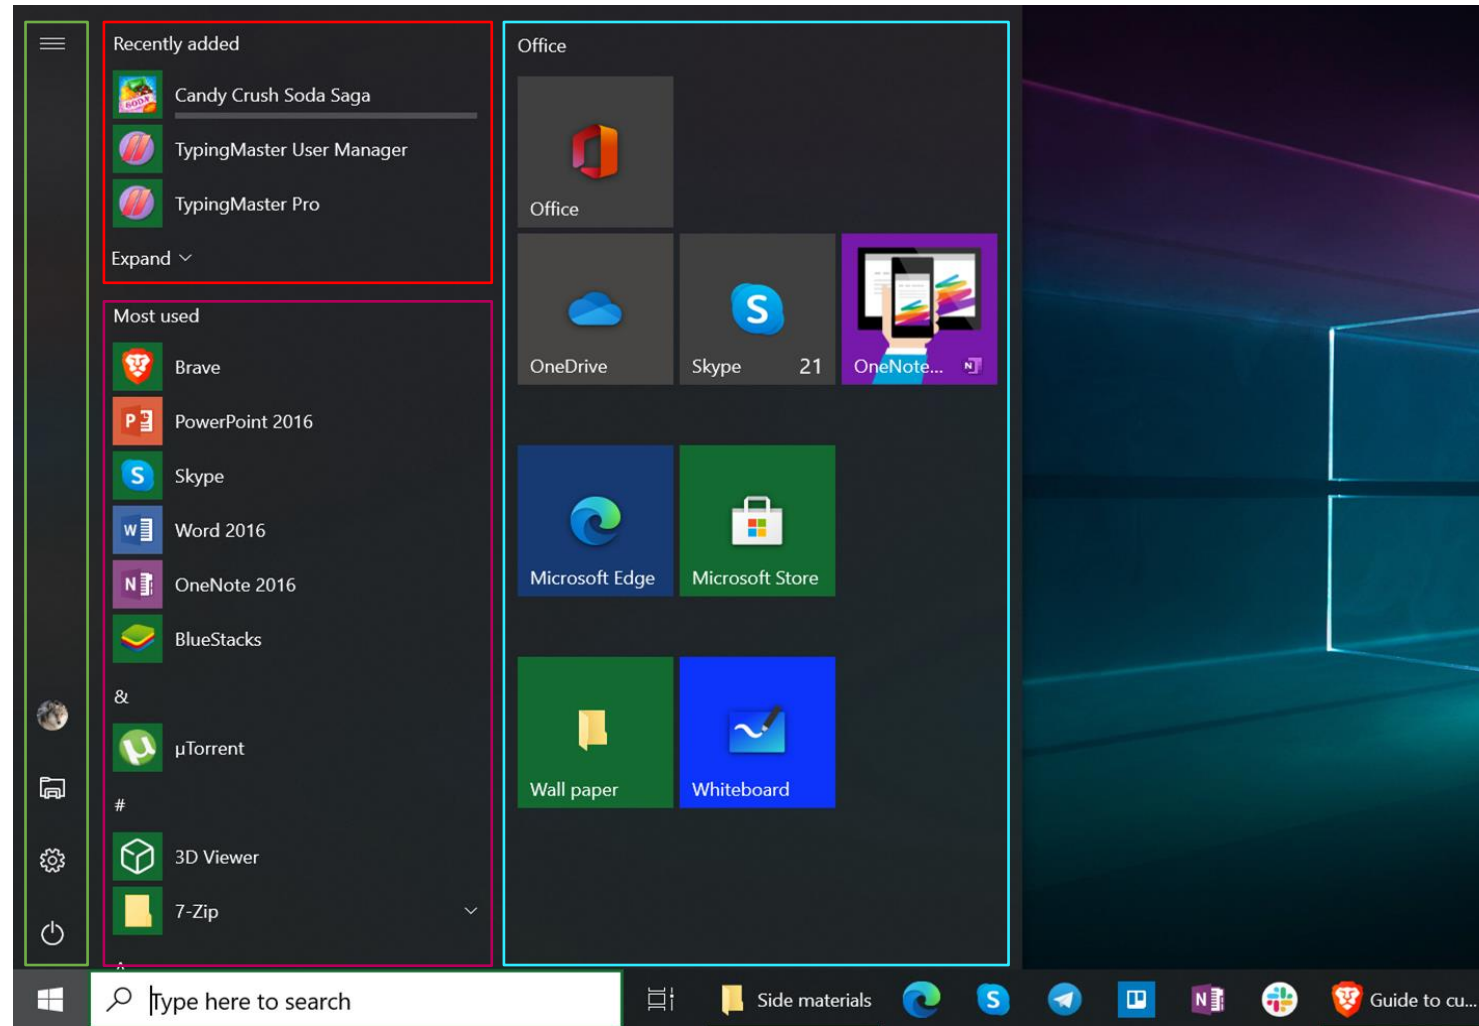 Recently added
Candy Crush Soda Saga
TypingMaster User Manager
TypingMaster Pro
Expand
Most used
Brave
PowerPoint 2016
Skype
Word 2016
OneNote 2016
BlueStacks
&
µTorrent
#
3D Viewer
7-Zip
Office
Office
OneDrive
Skype 21
OneNote...
Microsoft Edge
Microsoft Store
Wall paper
Whiteboard
Type here to search
Side materials
Guide to cu...